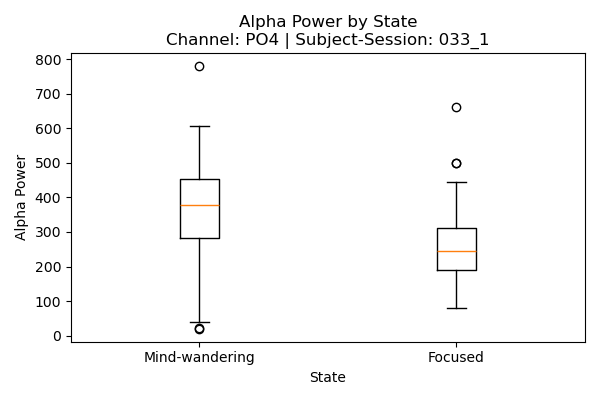 Alpha Power by State
Channel: PO4 | Subject-Session: 033_1
800
700
600
500
400
300
200
100
0
Alpha Power
Mind-wandering
Focused
State